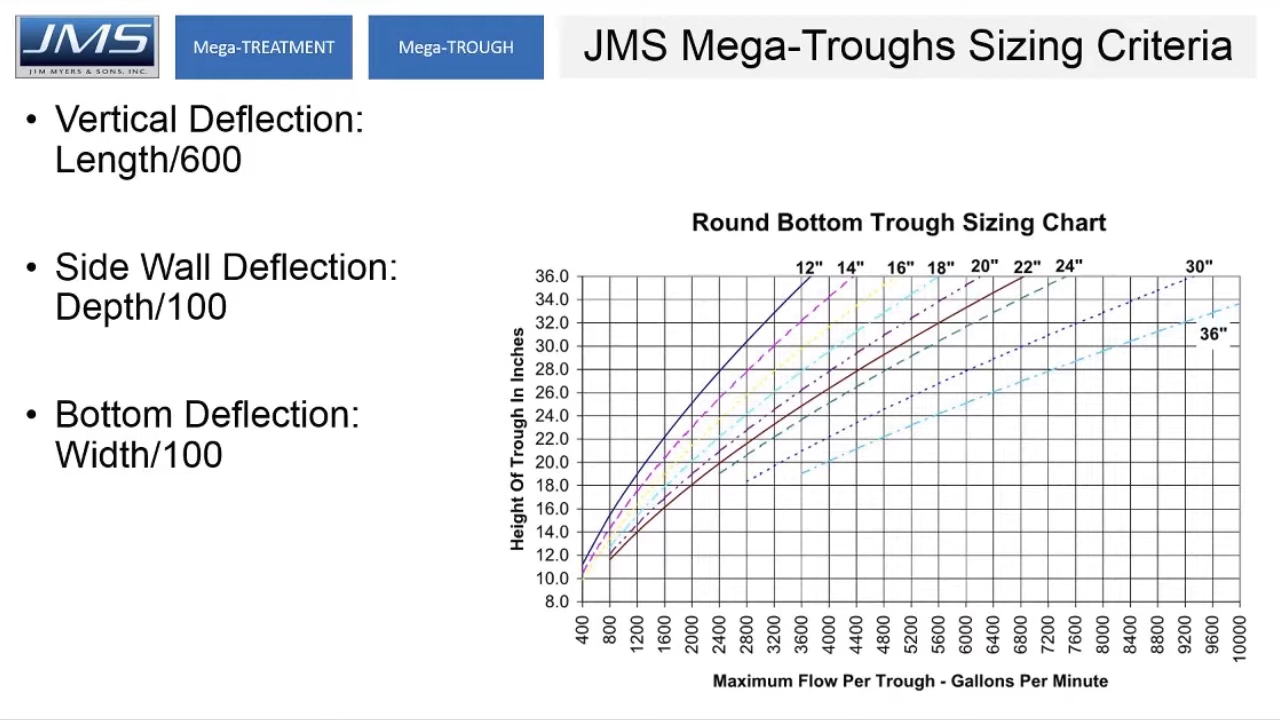 JMS
JIM MYERS & SONS, INC.
Mega-TREATMENT
Mega-TROUGH
JMS Mega-Troughs Sizing Criteria
• Vertical Deflection:
Length/600
• Side Wall Deflection:
Depth/100
• Bottom Deflection:
Width/100
Round Bottom Trough Sizing Chart
12" 14" 16" 18" 20" 22" 24" 30"
36"
Height Of Trough In Inches
36.0
34.0
32.0
30.0
28.0
26.0
24.0
22.0
20.0
18.0
16.0
14.0
12.0
10.0
8.0
400 800 1200 1600 2000 2400 2800 3200 3600 4000 4400 4800 5200 5600 6000 6400 6800 7200 7600 8000 8400 8800 9200 9600 10000
Maximum Flow Per Trough - Gallons Per Minute